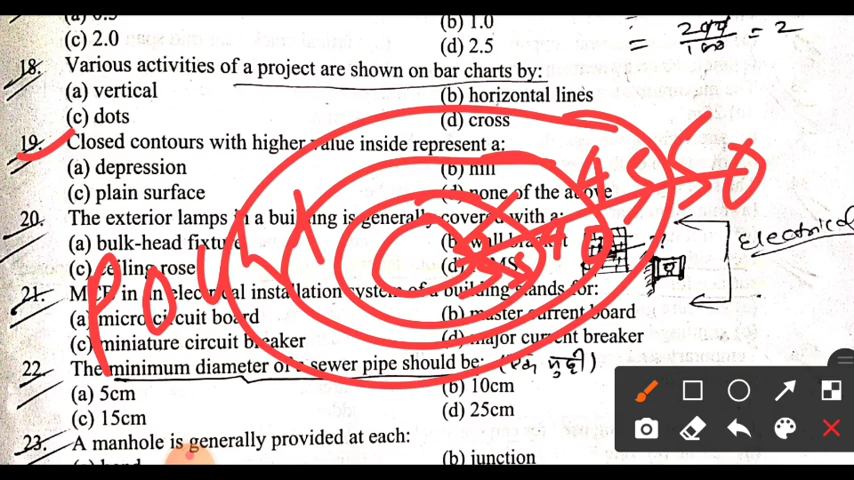 (a) 0.5
(b) 1.0
(c) 2.0
(d) 2.5
= 200/100 = 2
18. Various activities of a project are shown on bar charts by:
(a) vertical
(b) horizontal lines
(c) dots
(d) cross
19. Closed contours with higher value inside represent a:
(a) depression
(b) hill
(c) plain surface
(d) none of the above
20. The exterior lamps in a building is generally covered with a:
(a) bulk-head fixture
(b) wall bracket
??
Electrical
(c) ceiling rose
21. MCB in an electrical installation system of a building stands for:
(a) micro circuit board
(b) master current board
(c) miniature circuit breaker
(d) major current breaker
22. The minimum diameter of a sewer pipe should be:
(a) 5cm
(b) 10cm
(c) 15cm
(d) 25cm
23. A manhole is generally provided at each:
(a) bend
(b) junction